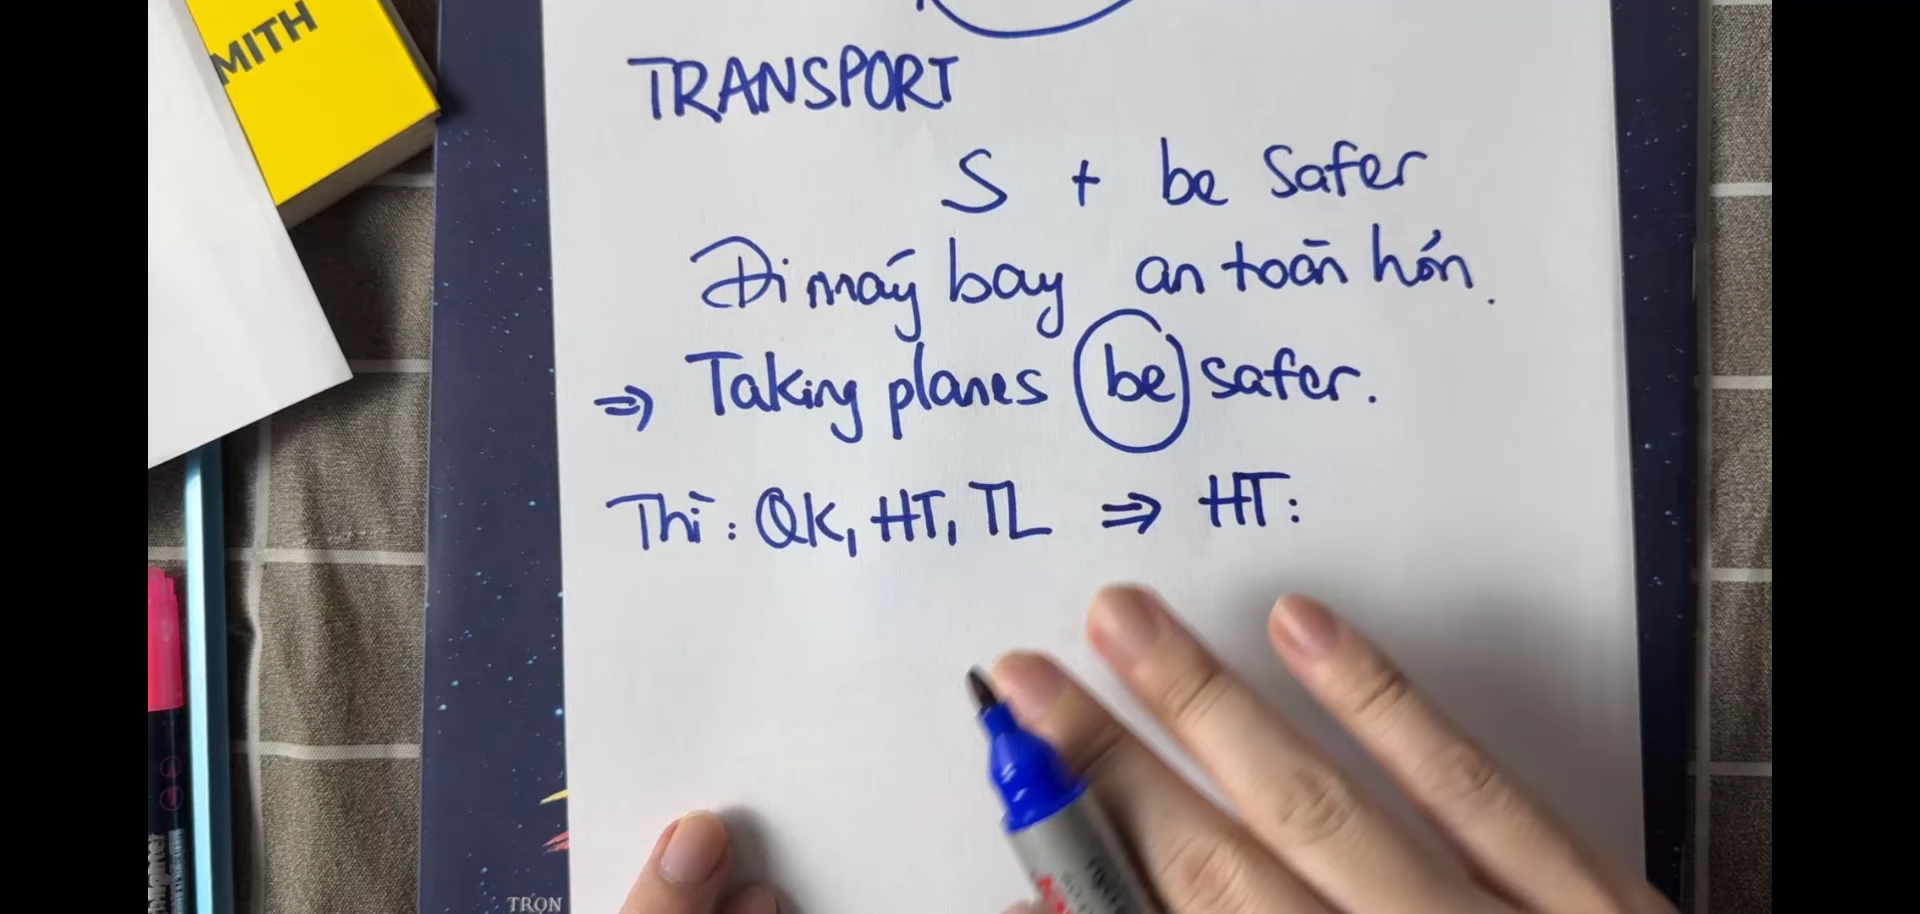 MITH
TRANSPORT
S + be safer
Đi máy bay an toàn hơn.
⇒ Taking planes be safer.
Thì: QK, HT, TL ⇒ HT:
TRỌN